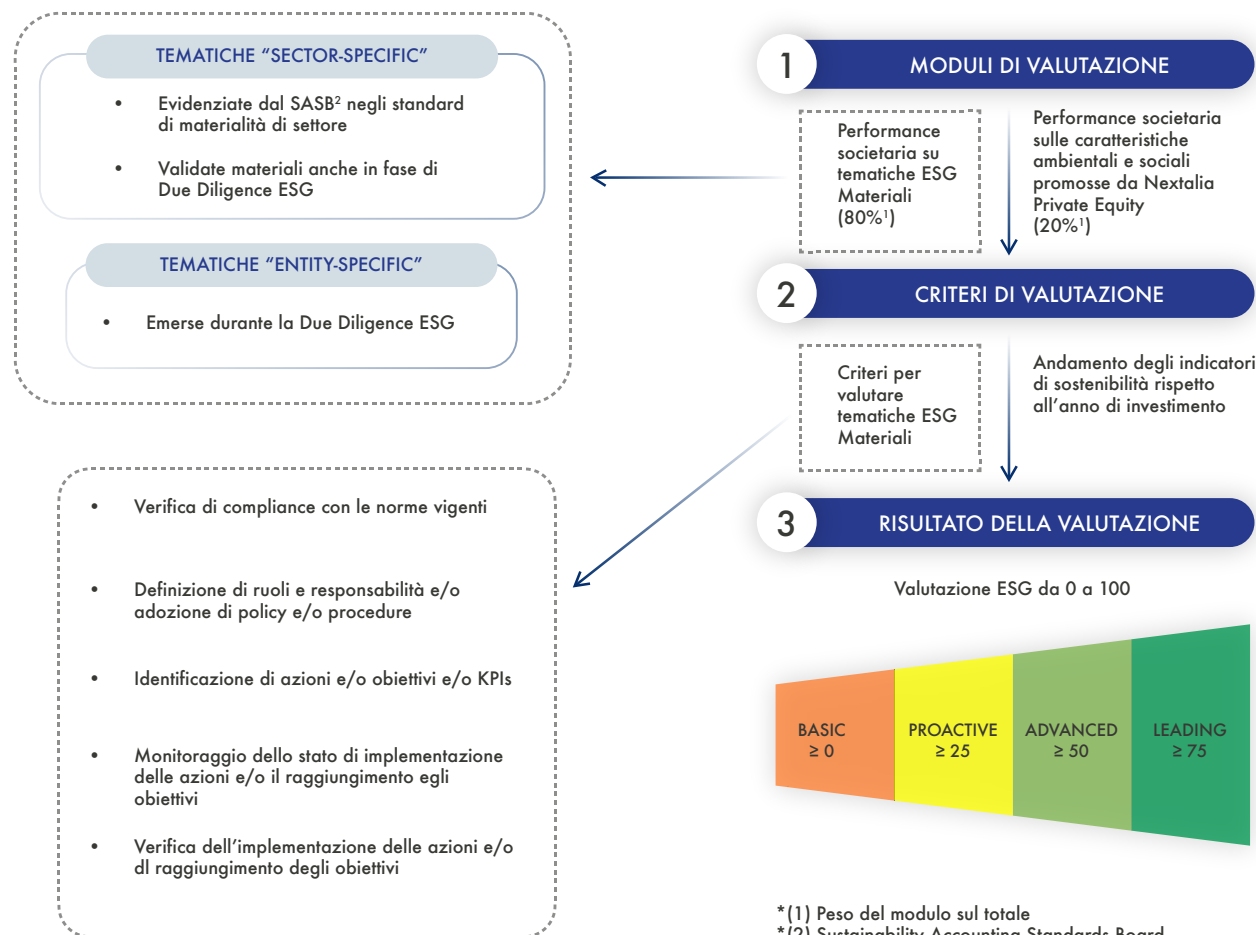 TEMATICHE “SECTOR-SPECIFIC”
• Evidenziate dal SASB² negli standard
di materialità di settore
• Validate materiali anche in fase di
Due Diligence ESG
TEMATICHE “ENTITY-SPECIFIC”
• Emerse durante la Due Diligence ESG
1 MODULI DI VALUTAZIONE
Performance
societaria su
tematiche ESG
Materiali
(80%¹)
Performance societaria
sulle caratteristiche
ambientali e sociali
promosse da Nextalia
Private Equity
(20%¹)
2 CRITERI DI VALUTAZIONE
Criteri per
valutare
tematiche ESG
Materiali
Andamento degli indicatori
di sostenibilità rispetto
all’anno di investimento
• Verifica di compliance con le norme vigenti
• Definizione di ruoli e responsabilità e/o
adozione di policy e/o procedure
• Identificazione di azioni e/o obiettivi e/o KPIs
• Monitoraggio dello stato di implementazione
delle azioni e/o il raggiungimento egli
obiettivi
• Verifica dell’implementazione delle azioni e/o
dl raggiungimento degli obiettivi
3 RISULTATO DELLA VALUTAZIONE
Valutazione ESG da 0 a 100
BASIC
≥ 0
PROACTIVE
≥ 25
ADVANCED
≥ 50
LEADING
≥ 75
*(1) Peso del modulo sul totale
*(2) Sustainability Accounting Standards Board